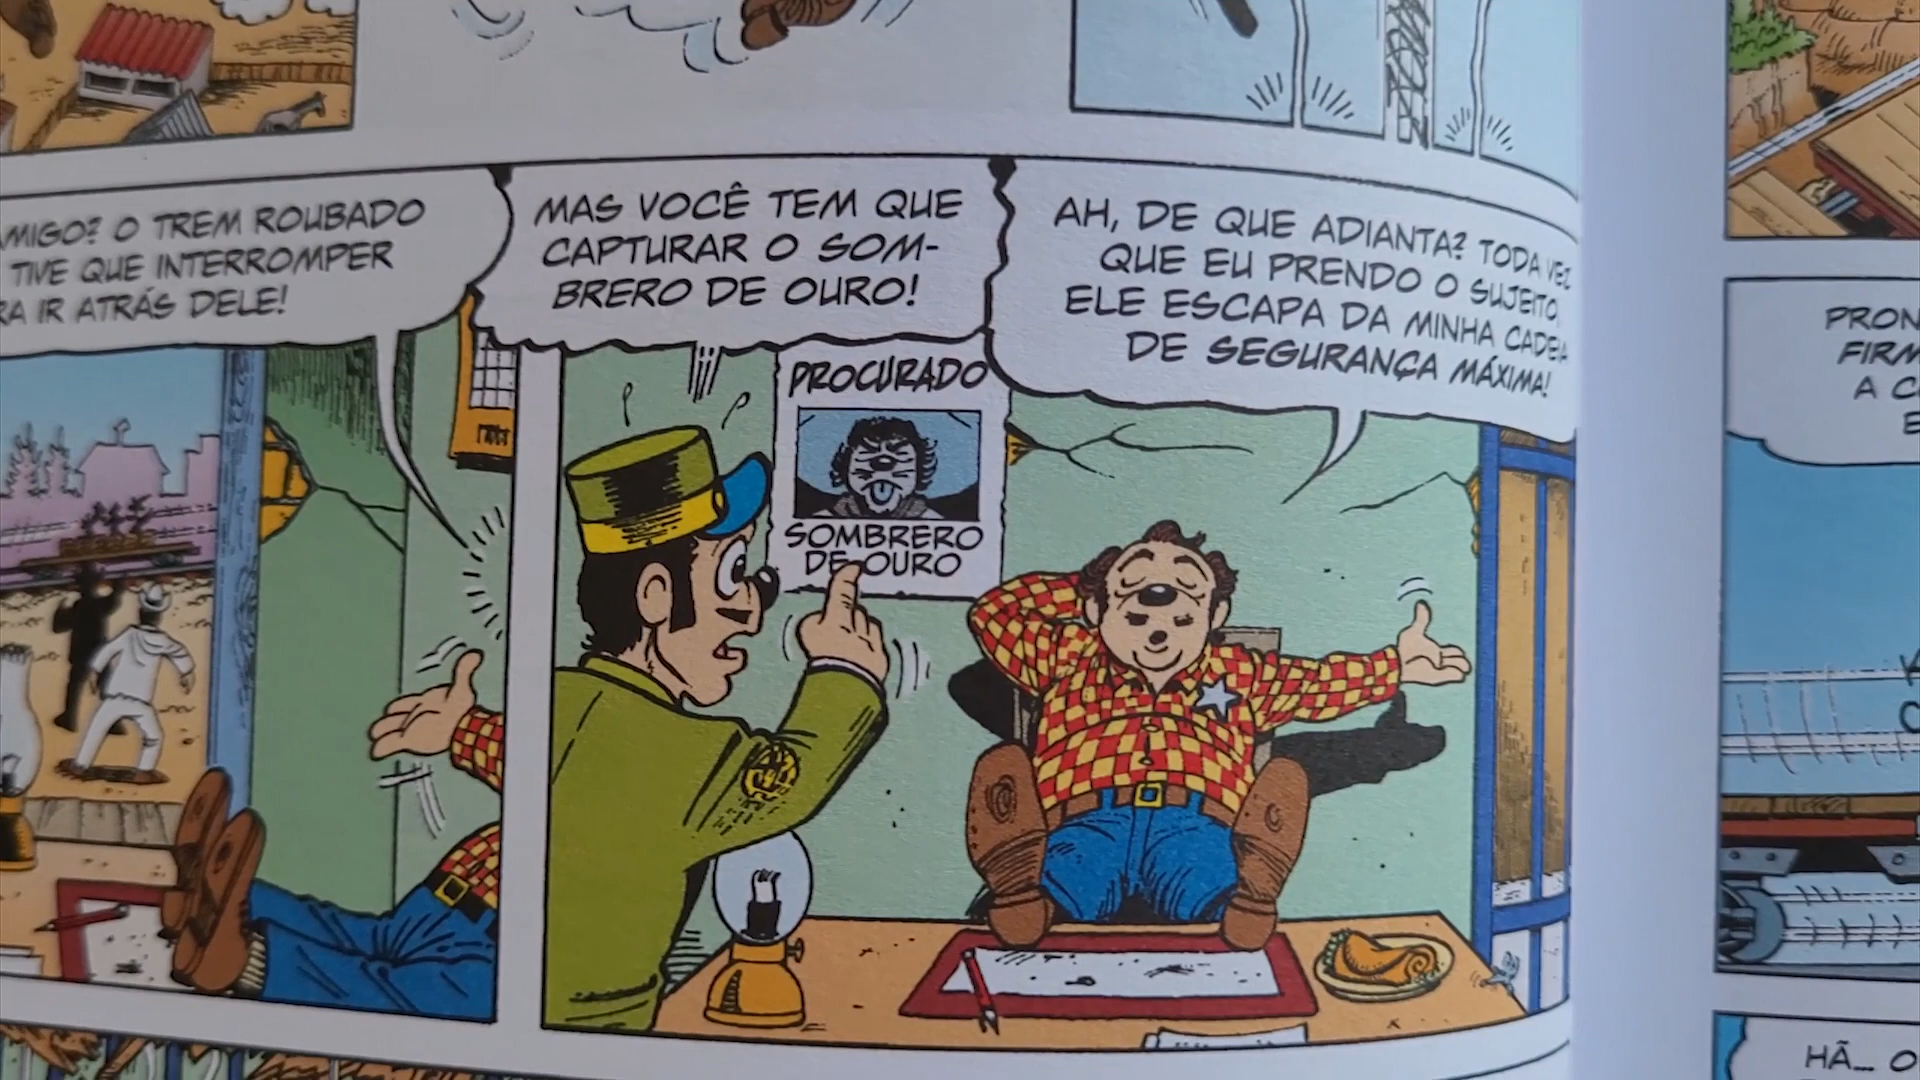 AMIGO? O TREM ROUBADO
TIVE QUE INTERROMPER
RA IR ATRÁS DELE!
MAS VOCÊ TEM QUE
CAPTURAR O SOM-
BRERO DE OURO!
AH, DE QUE ADIANTA? TODA VEZ
QUE EU PRENDO O SUJEITO,
ELE ESCAPA DA MINHA CADEIA
DE SEGURANÇA MÁXIMA!
PROCURADO
SOMBRERO
DE OURO
PRON
FIRM
A C
E
HÃ... O